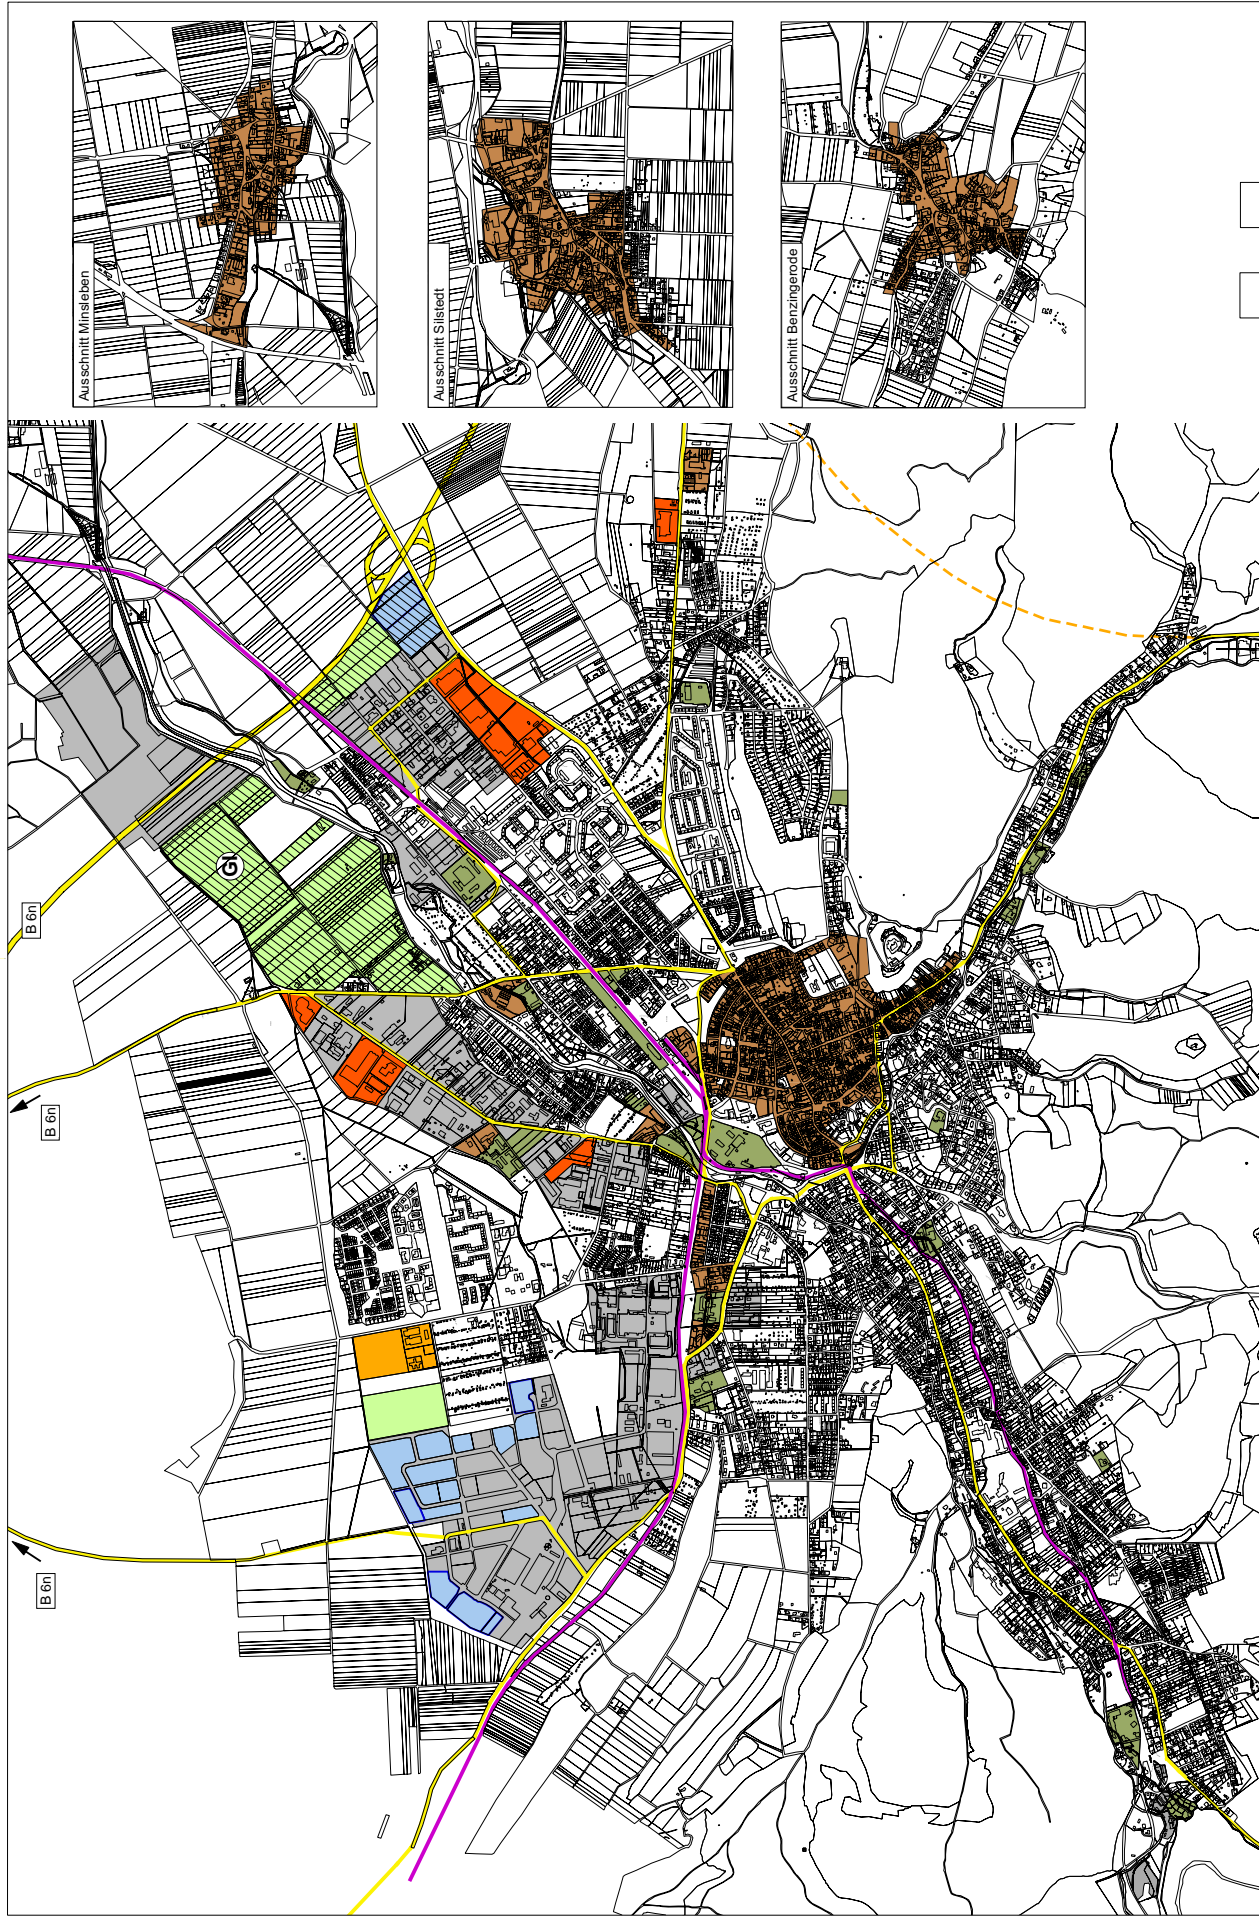 Ausschnitt Minsleben
Ausschnitt Silstedt
Ausschnitt Benzingerode
B 6n
B 6n
B 6n
GI